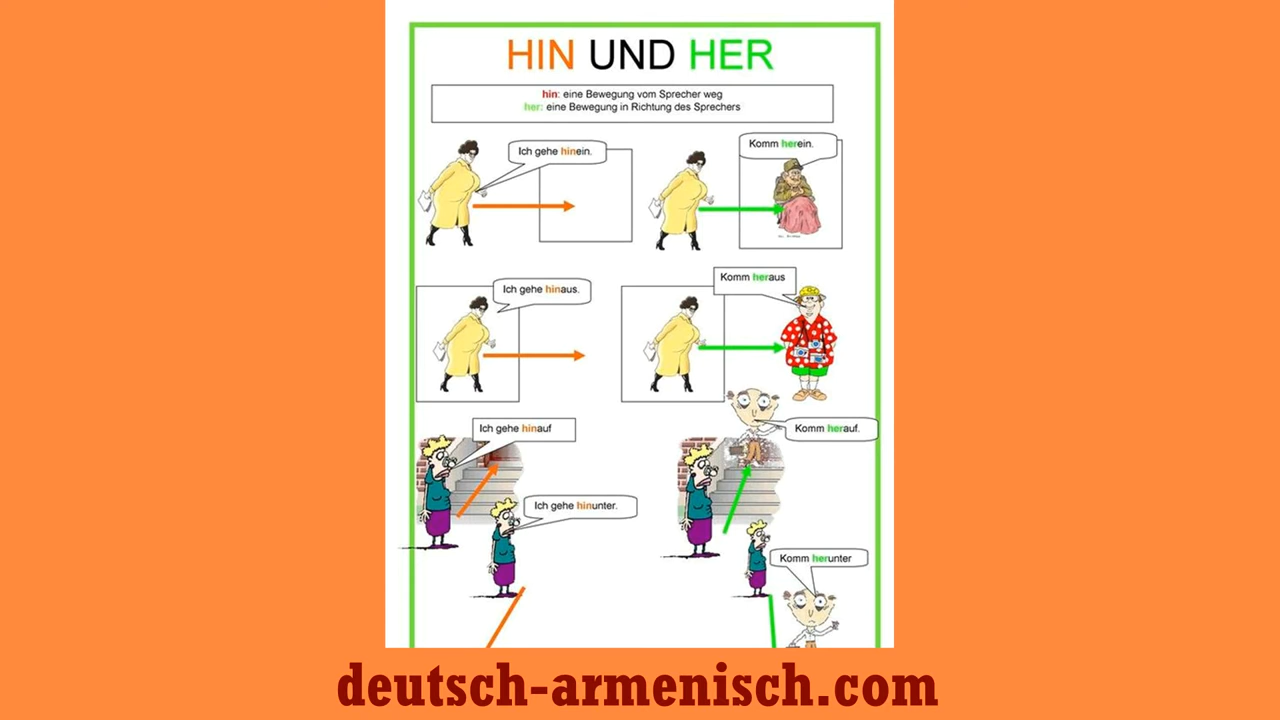 HIN UND HER
hin: eine Bewegung vom Sprecher weg
her: eine Bewegung in Richtung des Sprechers
Ich gehe hinein.
Komm herein.
Ich gehe hinaus.
Komm heraus
Ich gehe hinauf
Komm herauf.
Ich gehe hinunter.
Komm herunter
deutsch-armenisch.com